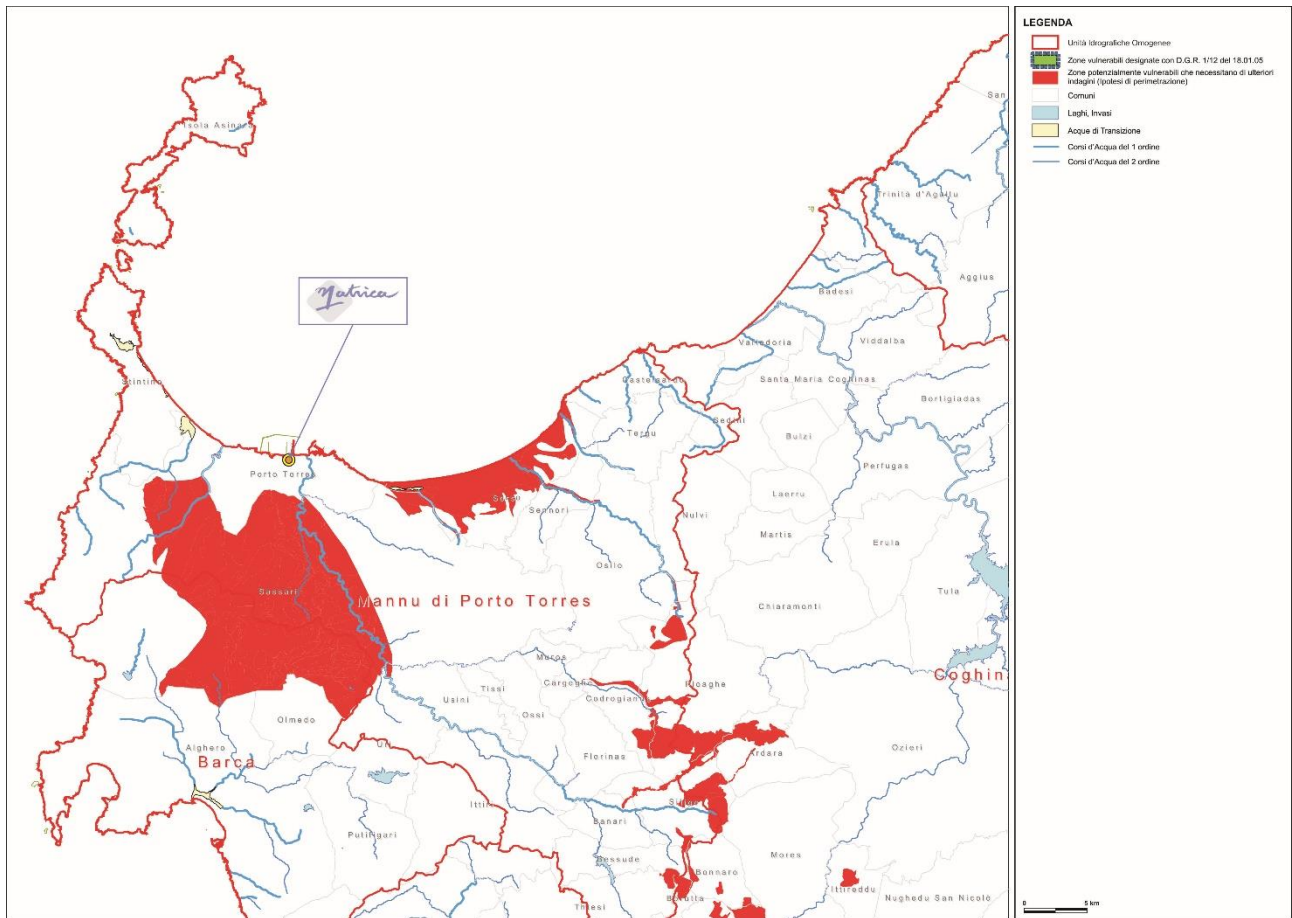 LEGENDA
Unità Idrografiche Omogenee
Zone vulnerabili designate con D.G.R. 1/12 del 18.01.05
Zone potenzialmente vulnerabili che necessitano di ulteriori
indagini (Ipotesi di perimetrazione)
Comuni
Laghi, Invasi
Acque di Transizione
Corsi d'Acqua del 1 ordine
Corsi d'Acqua del 2 ordine
Isola Asinara
San
Trinità d'Agultu
Aggius
Matrica
Badesi
Valledoria
Viddalba
Stintino
Castelsardo
Santa Maria Coghinas
Bortigiadas
Sedini
Tergu
Bulzi
Perfugas
Porto Torres
Laerru
Sorso
Sennori
Nulvi
Martis
Erula
Osilo
Sassari
Mannu di Porto Torres
Chiaramonti
Tula
Muros
Coghina
Cargeghe
Ploaghe
Tissi
Codrongianos
Usini
Ossi
Olmedo
Uri
Alghero
Florinas
Ardara
Ozieri
Barca
Ittiri
Banari
Putifigari
Bessude
Mores
Bonnaro
Ittireddu
Borutta
Thiesi
Nughedu San Nicolò
0 5 km